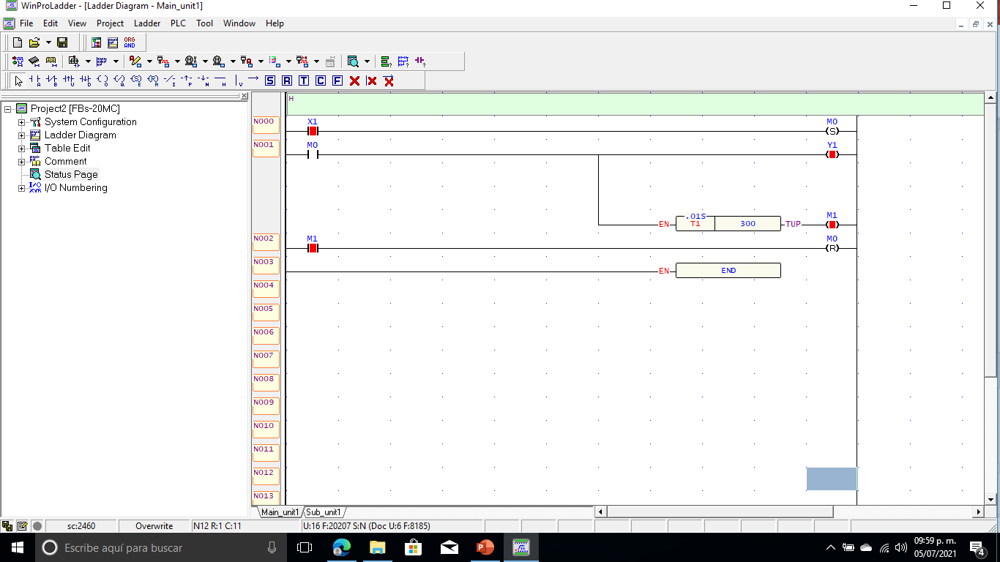 WinProLadder - [Ladder Diagram - Main_unit1]
File Edit View Project Ladder PLC Tool Window Help
ORG
AND
A B U D O Q S R I P N H V S R T C F
Project2 [FBs-20MC]
System Configuration
Ladder Diagram
Table Edit
Comment
Status Page
I/O Numbering
H
N000 X1 M0
(S)
N001 M0 Y1
.01S M1
EN T1 300 TUP
N002 M1 M0
(R)
N003
EN END
N004
N005
N006
N007
N008
N009
N010
N011
N012
N013
Main_unit1 Sub_unit1
sc:2460 Overwrite N12 R:1 C:11 U:16 F:20207 S:N (Doc U:6 F:8185)
Escribe aquí para buscar
09:59 p. m.
05/07/2021
4